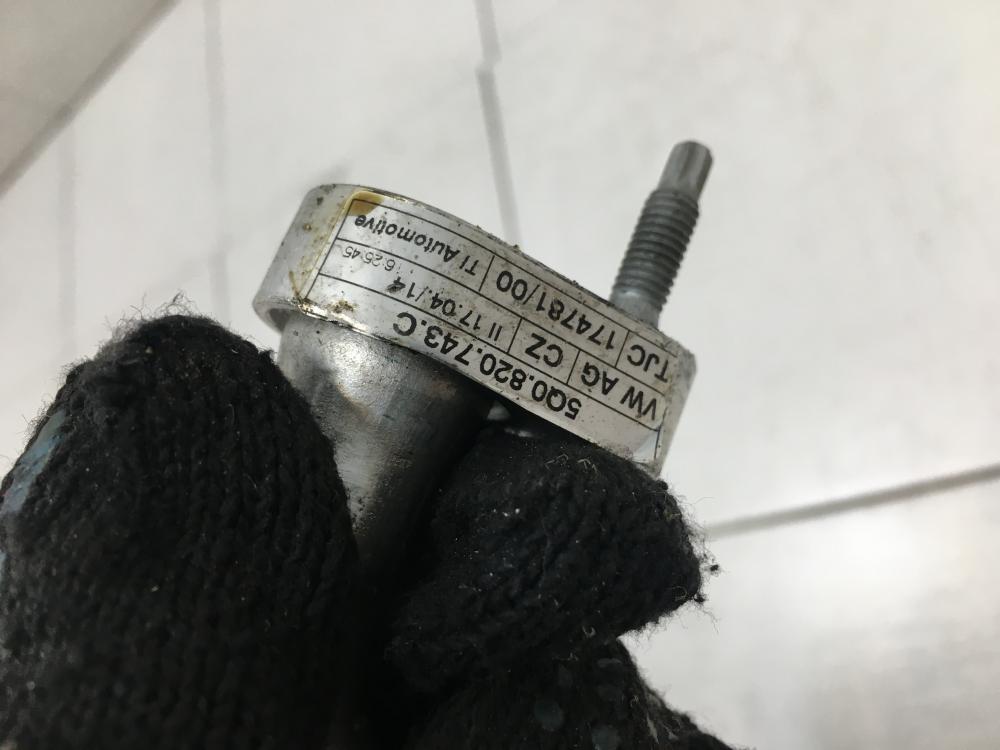 5Q0.820.743.C
VW AG CZ II 17.04./14 6:25:45
TJC 174781/00 TI Automotive